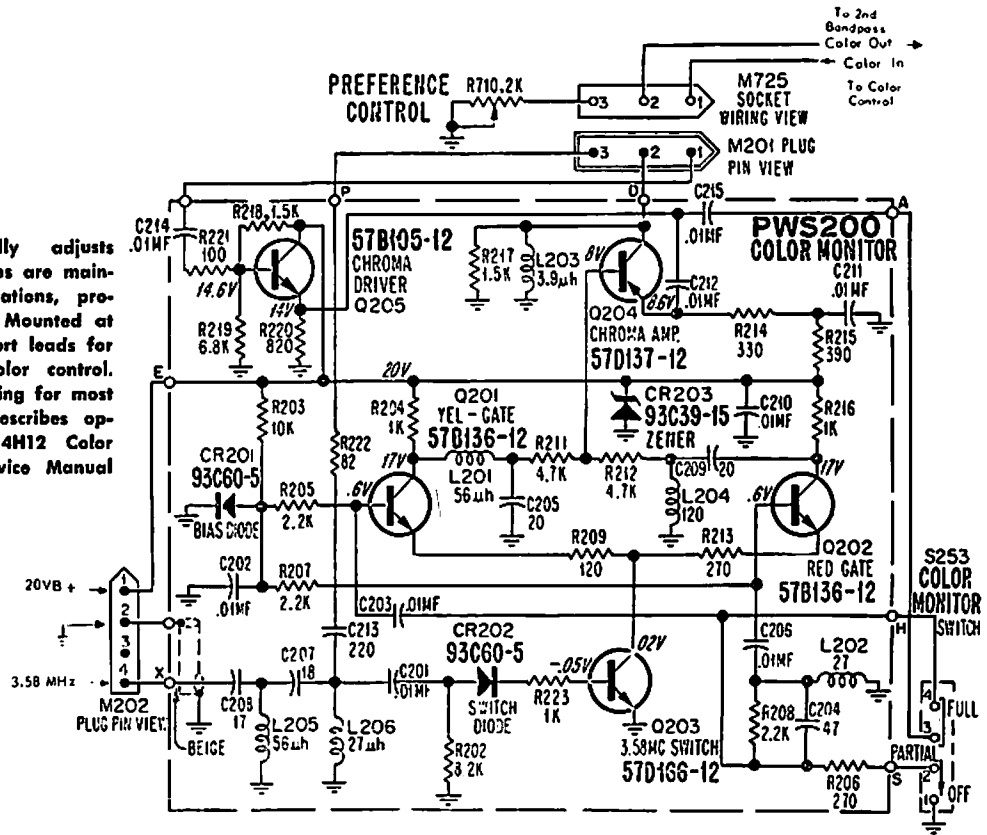 To 2nd
Bandpass
Color Out
Color In
To Color
Control
PREFERENCE
CONTROL
R710.2K
3
2
1
M725
SOCKET
WIRING VIEW
3
2
1
M201 PLUG
PIN VIEW
P
D
C215
.01MF
A
PWS200
COLOR MONITOR
C214
.01MF
R221
100
R218 1.5K
57B105-12
CHROMA
DRIVER
Q205
14.6V
14V
R219
6.8K
R220
820
R217
1.5K
L203
3.9μh
8V
8.6V
Q204
CHROMA AMP.
57D137-12
C212
.01MF
C211
.01MF
R214
330
R215
390
lly adjusts
es are main-
ations, pro-
Mounted at
ort leads for
olor control.
ing for most
escribes op-
4H12 Color
vice Manual
E
20V
R203
10K
R204
1K
Q201
YEL-GATE
57B136-12
CR203
93C39-15
ZENER
C210
.01MF
R216
1K
R222
82
17V
L201
56μh
R211
4.7K
R212
4.7K
C209
20
17V
CR201
93C60-5
BIAS DIODE
R205
2.2K
.6V
C205
20
L204
120
.6V
R209
120
R213
270
Q202
RED GATE
57B136-12
C202
.01MF
R207
2.2K
S253
COLOR
MONITOR
SWITCH
20VB +
1
2
3
4
C203
.01MF
H
C213
220
CR202
93C60-5
SWITCH
DIODE
.02V
-.05V
C206
.01MF
L202
27
3.58 MHz
X
M202
PLUG PIN VIEW
BEIGE
C208
17
C207
18
C201
.01MF
R223
1K
Q203
3.58MC SWITCH
57D166-12
R208
2.2K
C204
47
L205
56μh
L206
27μh
R202
8.2K
R206
270
S
4
FULL
3
PARTIAL
2
OFF
1